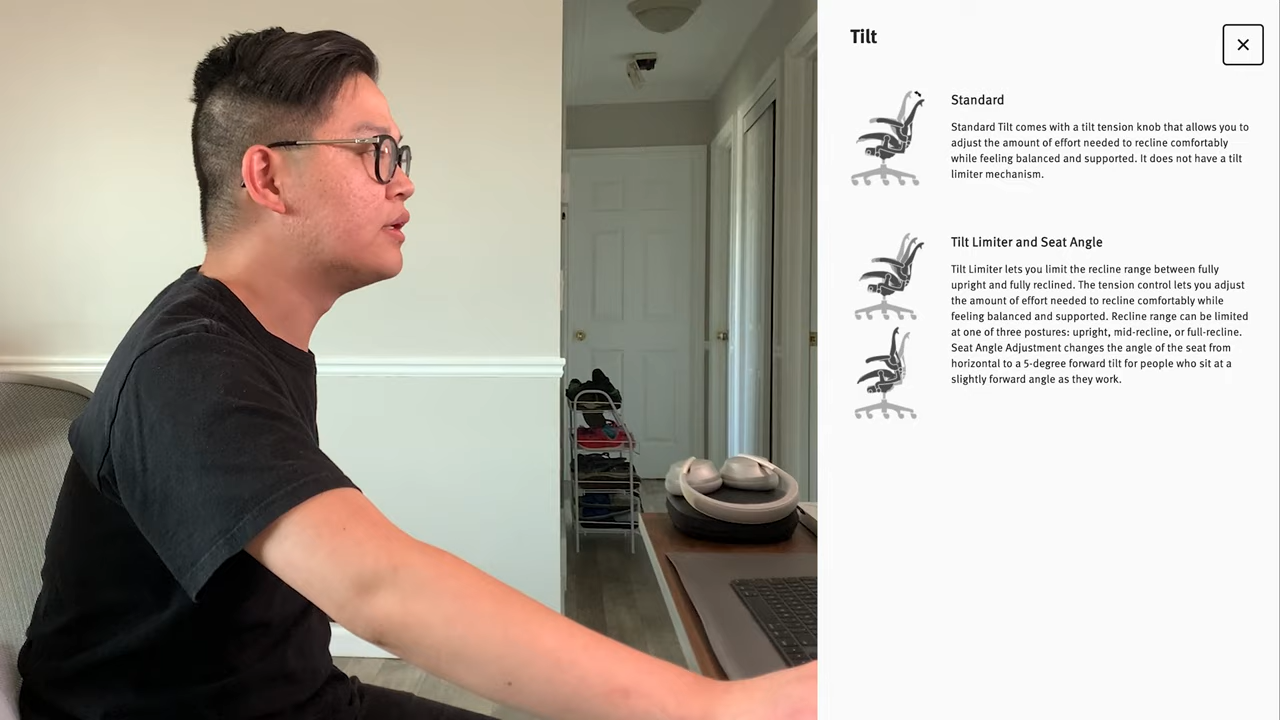 Tilt
Standard
Standard Tilt comes with a tilt tension knob that allows you to
adjust the amount of effort needed to recline comfortably
while feeling balanced and supported. It does not have a tilt
limiter mechanism.
Tilt Limiter and Seat Angle
Tilt Limiter lets you limit the recline range between fully
upright and fully reclined. The tension control lets you adjust
the amount of effort needed to recline comfortably while
feeling balanced and supported. Recline range can be limited
at one of three postures: upright, mid-recline, or full-recline.
Seat Angle Adjustment changes the angle of the seat from
horizontal to a 5-degree forward tilt for people who sit at a
slightly forward angle as they work.